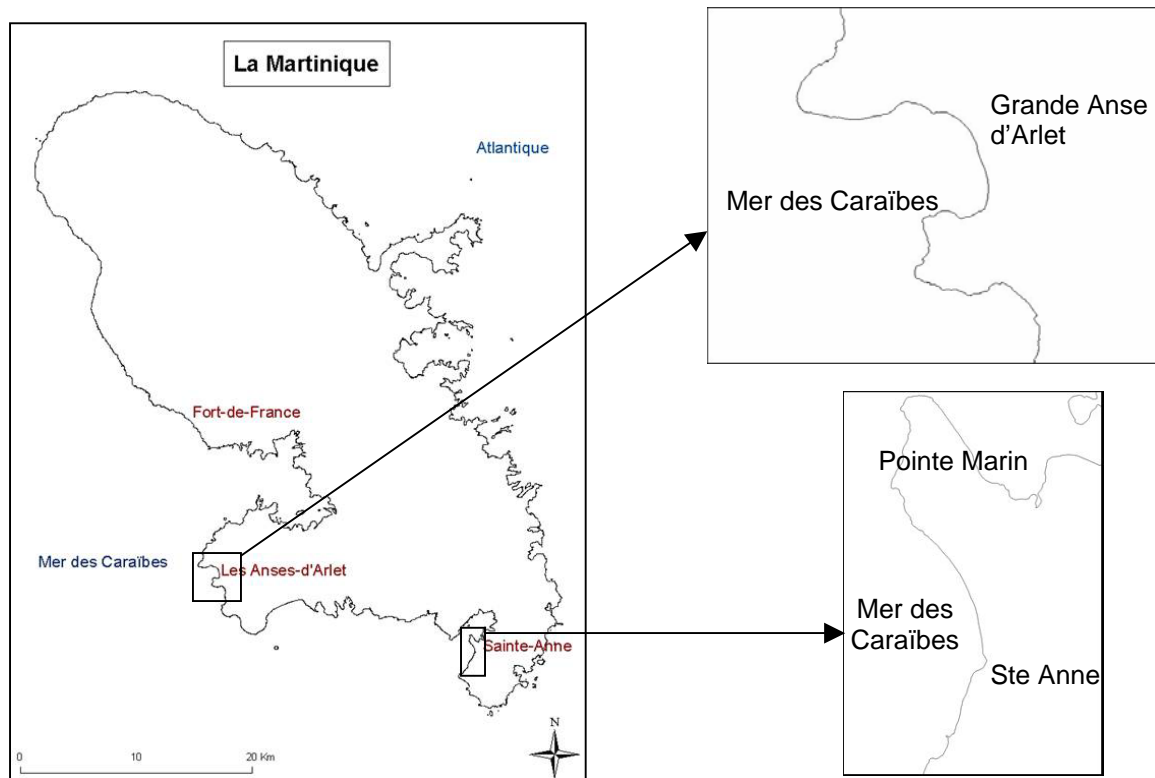 La Martinique
Atlantique
Fort-de-France
Mer des Caraïbes
Les Anses-d'Arlet
Sainte-Anne
N
0 10 20 Km
Grande Anse
d'Arlet
Mer des Caraïbes
Pointe Marin
Mer des
Caraïbes
Ste Anne